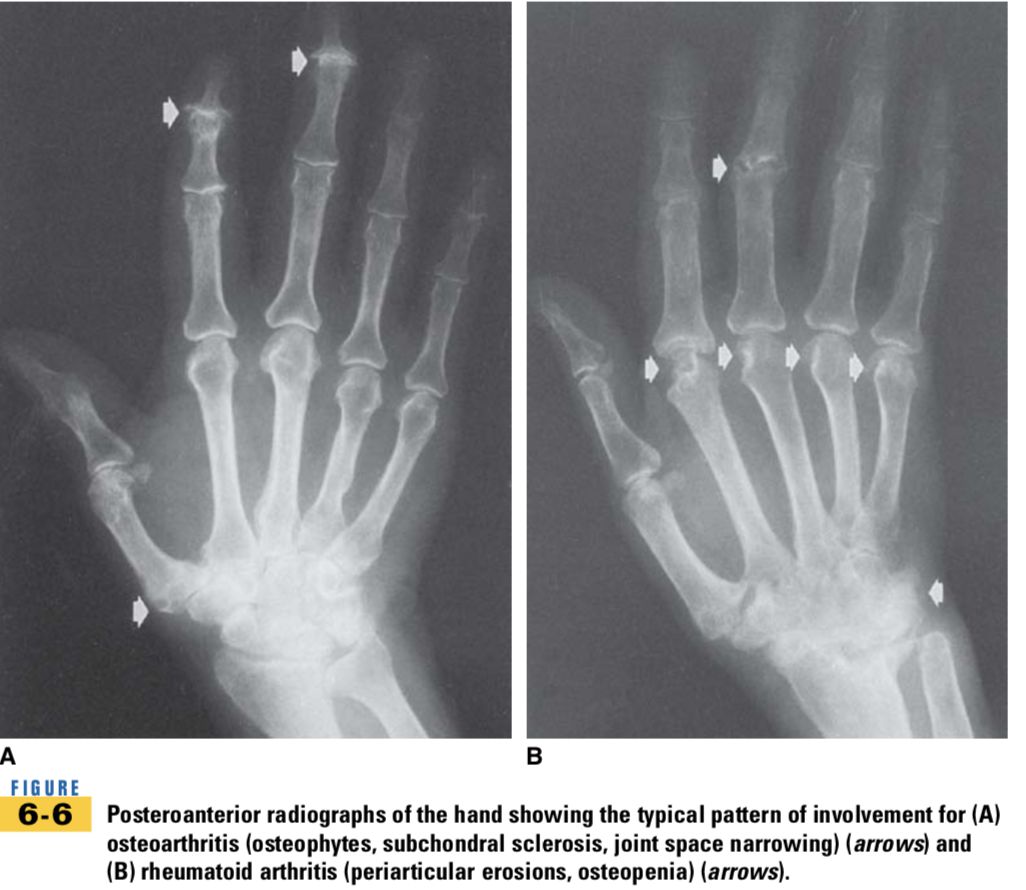 A
B
FIGURE
6-6
Posteroanterior radiographs of the hand showing the typical pattern of involvement for (A)
osteoarthritis (osteophytes, subchondral sclerosis, joint space narrowing) (arrows) and
(B) rheumatoid arthritis (periarticular erosions, osteopenia) (arrows).